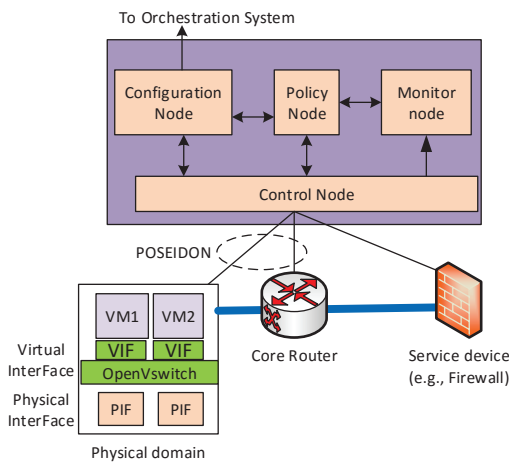 To Orchestration System
Configuration
Node
Policy
Node
Monitor
node
Control Node
POSEIDON
VM1
VM2
VIF
VIF
Virtual
InterFace
OpenVswitch
Physical
InterFace
PIF
PIF
Physical domain
Core Router
Service device
(e.g., Firewall)